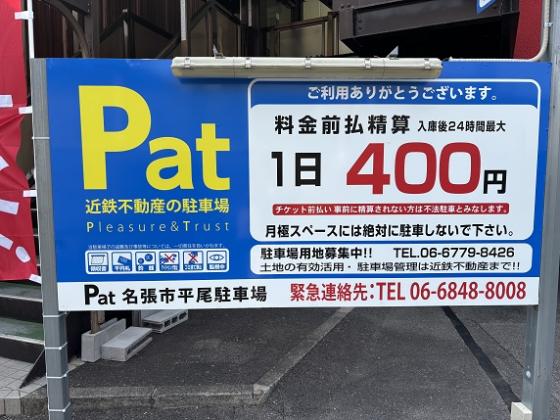 Pat
近鉄不動産の駐車場
Pleasure&Trust
領収書
千円札
ご利用ありがとうございます。
料金前払精算 入庫後24時間最大
1日 400円
チケット前払い 事前に精算されない方は不法駐車とみなします。
月極スペースには絶対に駐車しないで下さい。
駐車場用地募集中!! TEL.06-6779-8426
土地の有効活用・駐車場管理は近鉄不動産まで!!
Pat 名張市平尾駐車場 緊急連絡先:TEL 06-6848-8008